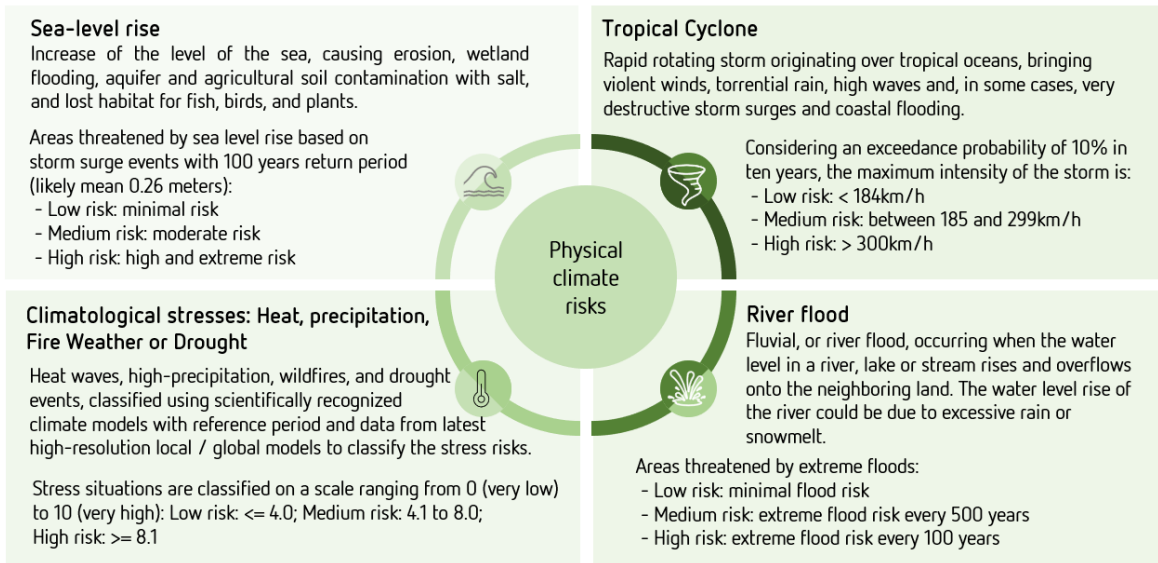 Sea-level rise
Increase of the level of the sea, causing erosion, wetland
flooding, aquifer and agricultural soil contamination with salt,
and lost habitat for fish, birds, and plants.
Areas threatened by sea level rise based on
storm surge events with 100 years return period
(likely mean 0.26 meters):
- Low risk: minimal risk
- Medium risk: moderate risk
- High risk: high and extreme risk
Tropical Cyclone
Rapid rotating storm originating over tropical oceans, bringing
violent winds, torrential rain, high waves and, in some cases, very
destructive storm surges and coastal flooding.
Considering an exceedance probability of 10% in
ten years, the maximum intensity of the storm is:
- Low risk: < 184km/h
- Medium risk: between 185 and 299km/h
- High risk: > 300km/h
Physical
climate
risks
Climatological stresses: Heat, precipitation,
Fire Weather or Drought
Heat waves, high-precipitation, wildfires, and drought
events, classified using scientifically recognized
climate models with reference period and data from latest
high-resolution local / global models to classify the stress risks.
Stress situations are classified on a scale ranging from 0 (very low)
to 10 (very high): Low risk: <= 4.0; Medium risk: 4.1 to 8.0;
High risk: >= 8.1
River flood
Fluvial, or river flood, occurring when the water
level in a river, lake or stream rises and overflows
onto the neighboring land. The water level rise of
the river could be due to excessive rain or
snowmelt.
Areas threatened by extreme floods:
- Low risk: minimal flood risk
- Medium risk: extreme flood risk every 500 years
- High risk: extreme flood risk every 100 years